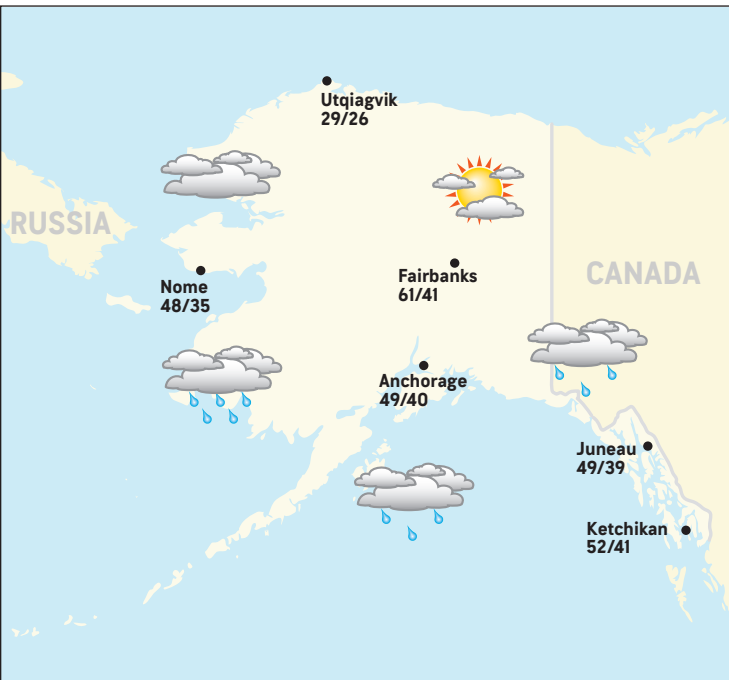 Utqiagvik
29/26
RUSSIA
CANADA
Nome
48/35
Fairbanks
61/41
Anchorage
49/40
Juneau
49/39
Ketchikan
52/41